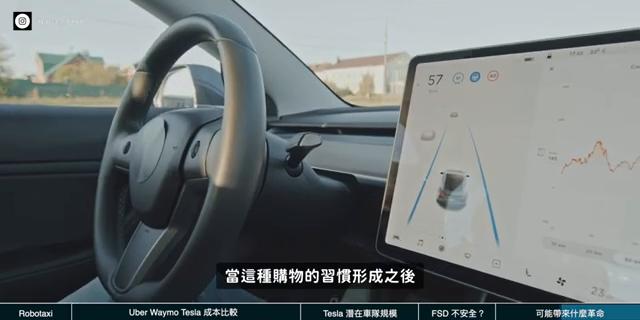 57
當這種購物的習慣形成之後
Robotaxi
Uber Waymo Tesla 成本比較
Tesla 潛在車隊規模
FSD 不安全？
可能帶來什麼革命